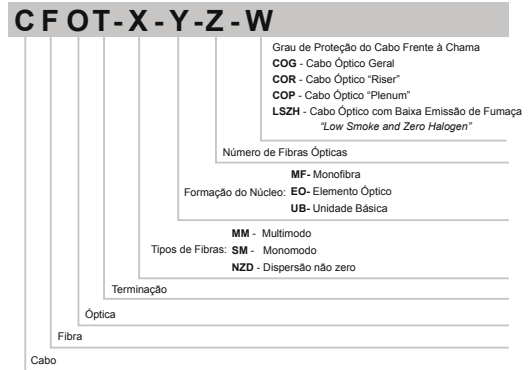 CFOT-X-Y-Z-W
Grau de Proteção do Cabo Frente à Chama
COG - Cabo Óptico Geral
COR - Cabo Óptico “Riser”
COP - Cabo Óptico “Plenum”
LSZH - Cabo Óptico com Baixa Emissão de Fumaça
“Low Smoke and Zero Halogen”
Número de Fibras Ópticas
MF- Monofibra
Formação do Núcleo: EO- Elemento Óptico
UB- Unidade Básica
MM - Multimodo
Tipos de Fibras: SM - Monomodo
NZD - Dispersão não zero
Terminação
Óptica
Fibra
Cabo